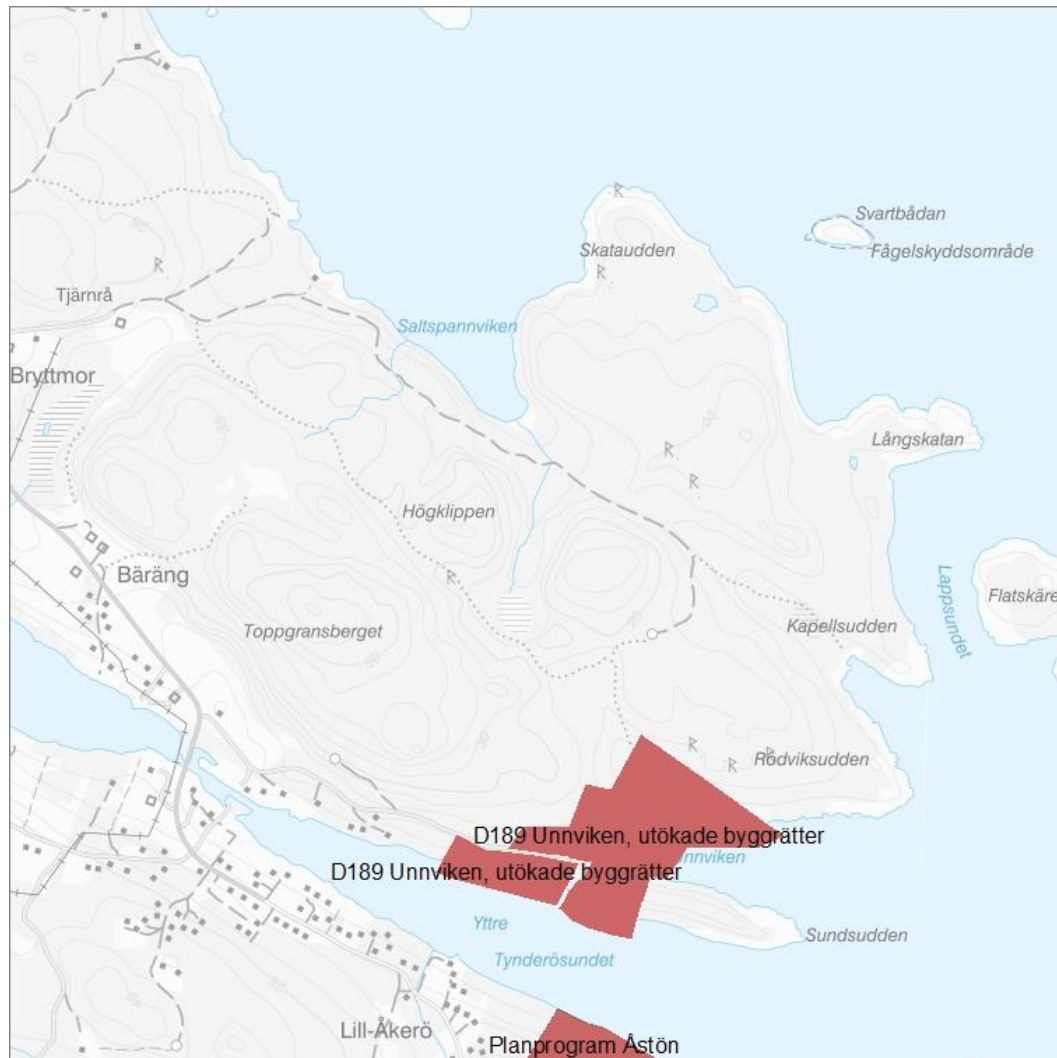 Svartbådan
Skataudden
Fågelskyddsområde
Tjärnrå
Saltspannviken
Bryttmor
Långskatan
Högklippen
Bäräng
Lappsundet
Flatskäre
Toppgransberget
Kapellsudden
Rödviksudden
D189 Unnviken, utökade byggrätter
nnviken
D189 Unnviken, utökade byggrätter
Yttre
Sundsudden
Tynderösundet
Lill-Åkerö
Planprogram Åstön